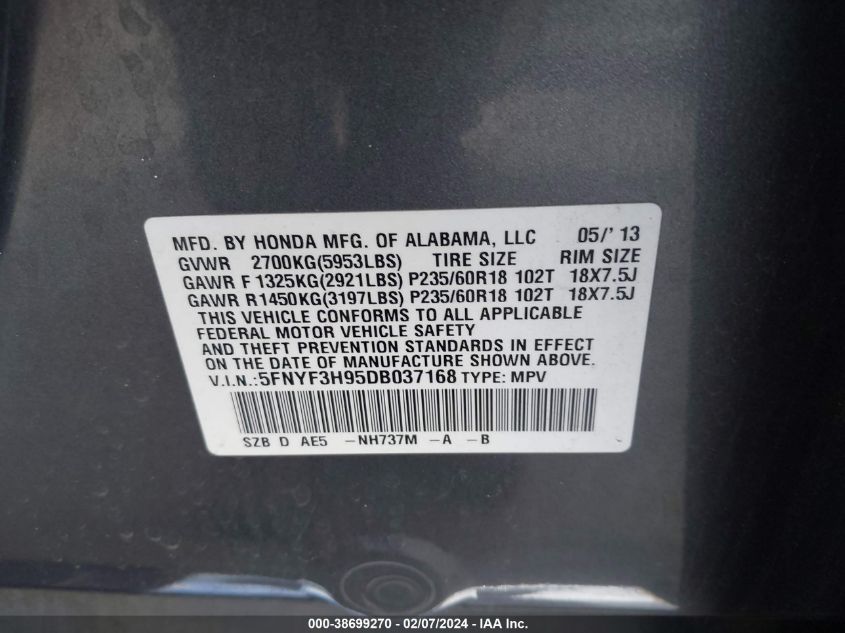 MFD. BY HONDA MFG. OF ALABAMA, LLC 05/' 13
GVWR 2700KG(5953LBS) TIRE SIZE RIM SIZE
GAWR F 1325KG(2921LBS) P235/60R18 102T 18X7.5J
GAWR R1450KG(3197LBS) P235/60R18 102T 18X7.5J
THIS VEHICLE CONFORMS TO ALL APPLICABLE
FEDERAL MOTOR VEHICLE SAFETY
AND THEFT PREVENTION STANDARDS IN EFFECT
ON THE DATE OF MANUFACTURE SHOWN ABOVE.
V.I.N.:5FNYF3H95DB037168 TYPE: MPV
SZB D AE5 -NH737M -A -B
000-38699270 - 02/07/2024 - IAA Inc.